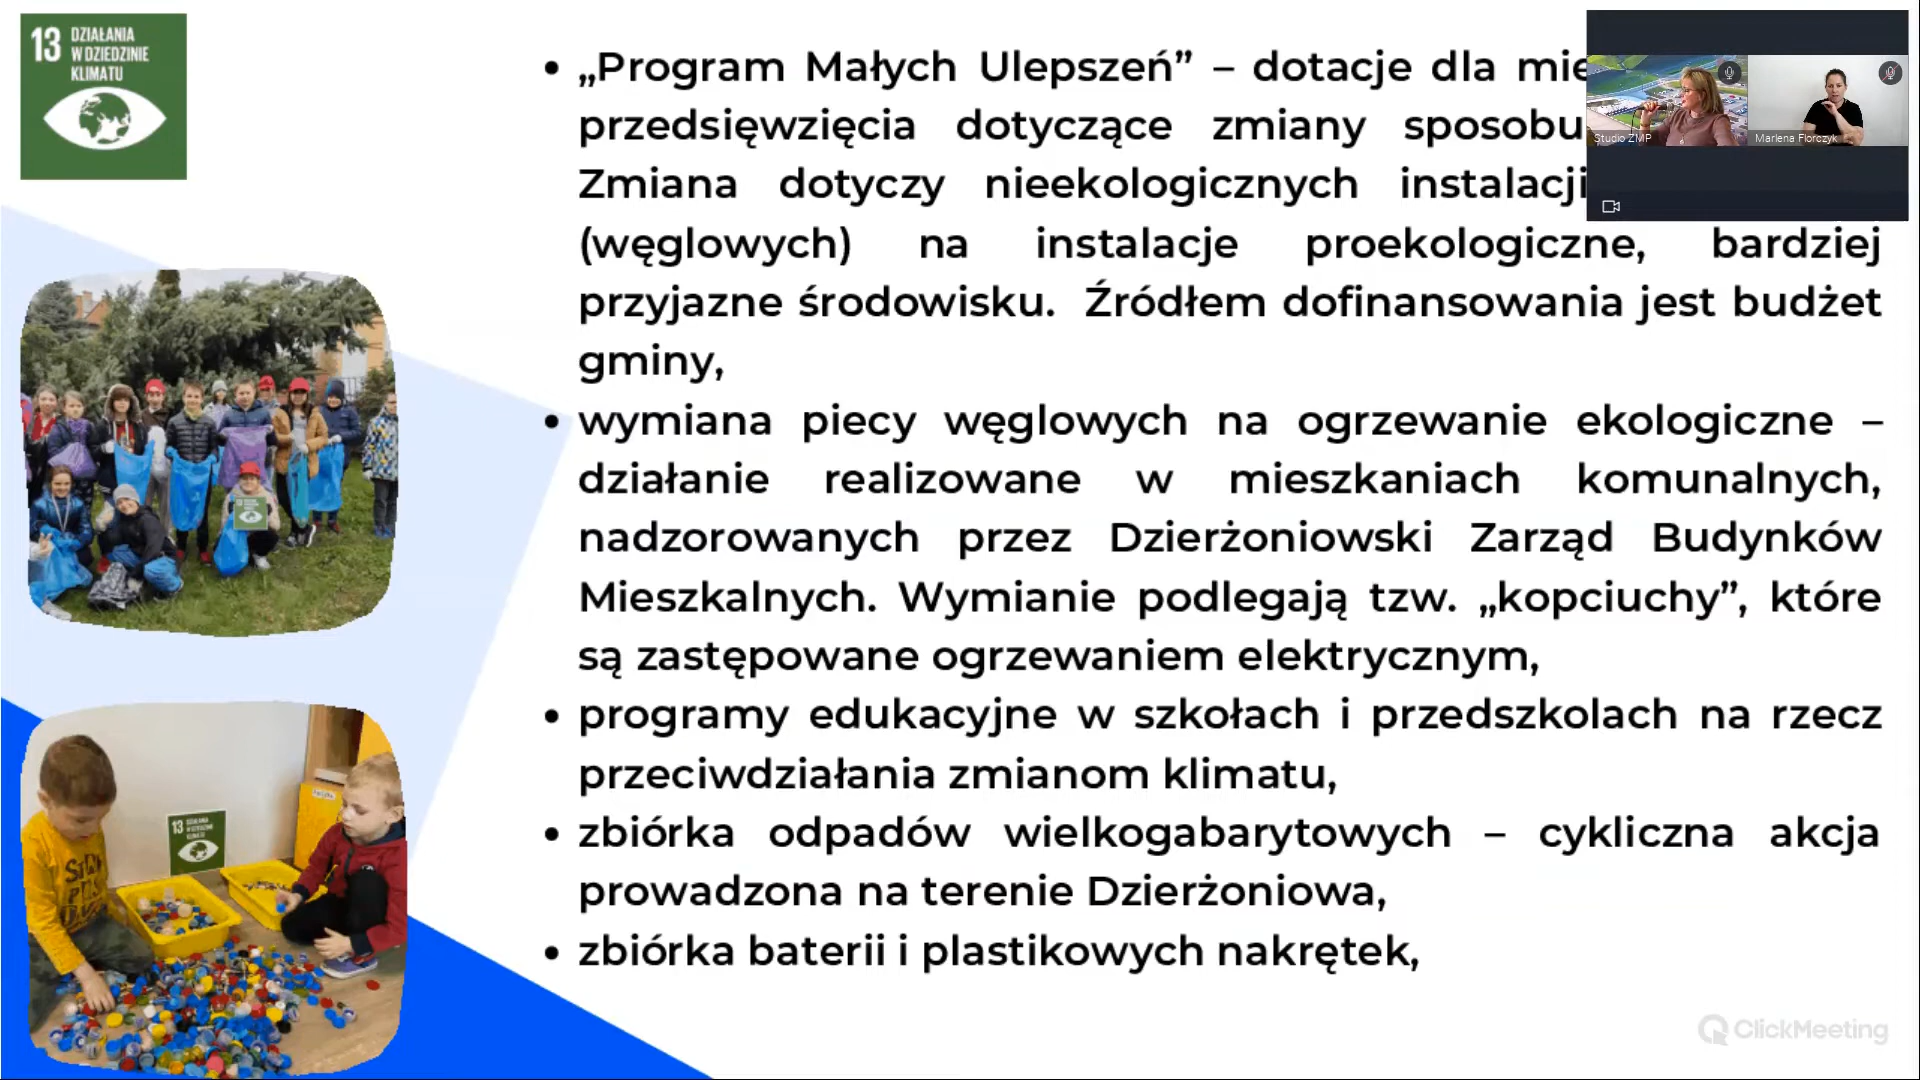 13 DZIAŁANIA
W DZIEDZINIE
KLIMATU
• „Program Małych Ulepszeń” – dotacje dla
przedsięwzięcia dotyczące zmiany sposobu
Zmiana dotyczy nieekologicznych instalacji
(węglowych) na instalacje proekologiczne, bardziej
przyjazne środowisku. Źródłem dofinansowania jest budżet
gminy,
• wymiana piecy węglowych na ogrzewanie ekologiczne –
działanie realizowane w mieszkaniach komunalnych,
nadzorowanych przez Dzierżoniowski Zarząd Budynków
Mieszkalnych. Wymianie podlegają tzw. „kopciuchy”, które
są zastępowane ogrzewaniem elektrycznym,
• programy edukacyjne w szkołach i przedszkolach na rzecz
przeciwdziałania zmianom klimatu,
• zbiórka odpadów wielkogabarytowych – cykliczna akcja
prowadzona na terenie Dzierżoniowa,
• zbiórka baterii i plastikowych nakrętek,
Studio ZMP
Marlena Florczyk
13 DZIAŁANIA
W DZIEDZINIE
KLIMATU
ClickMeeting